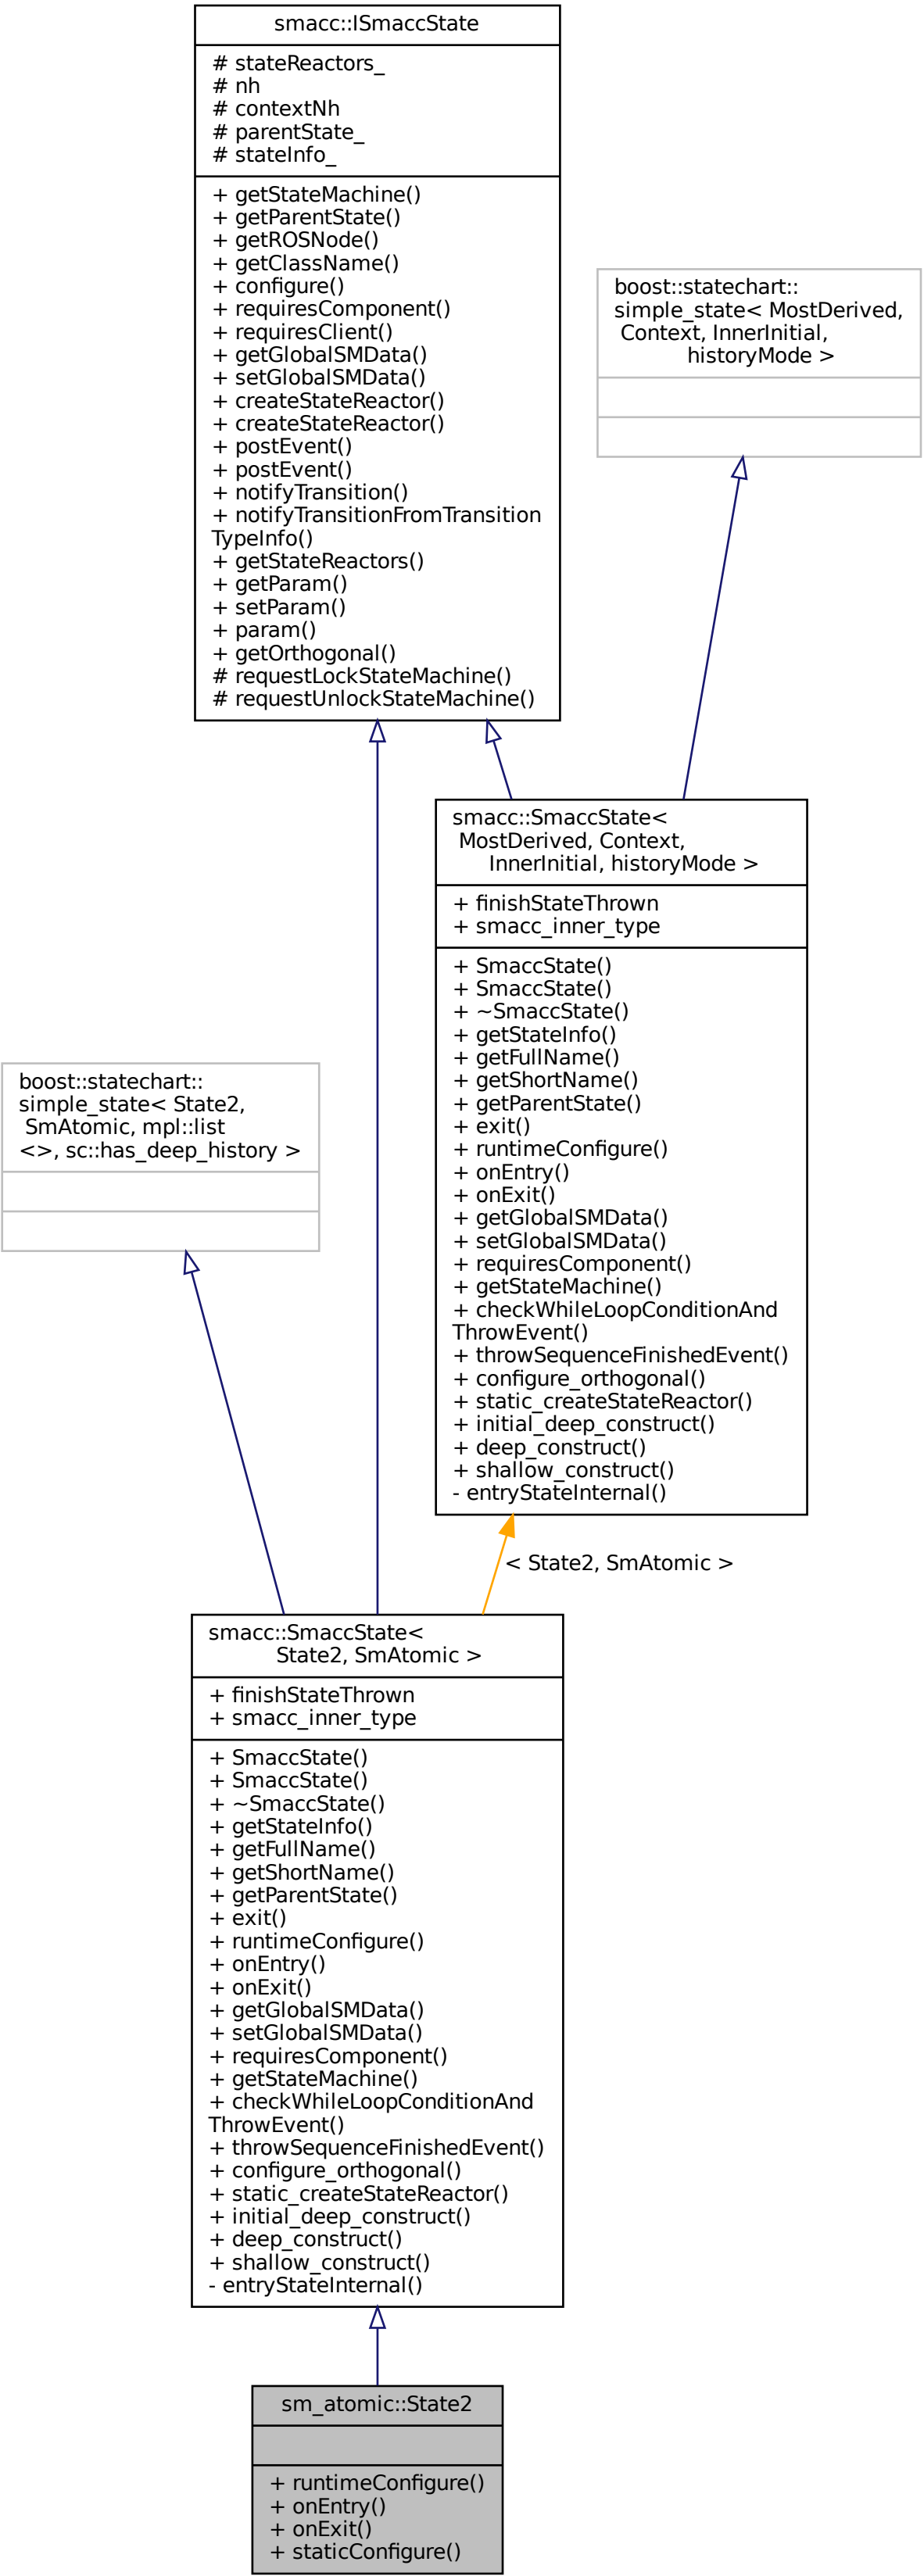 smacc::ISmaccState
# stateReactors_
# nh
# contextNh
# parentState_
# stateInfo_
+ getStateMachine()
+ getParentState()
+ getROSNode()
+ getClassName()
+ configure()
+ requiresComponent()
+ requiresClient()
+ getGlobalSMData()
+ setGlobalSMData()
+ createStateReactor()
+ createStateReactor()
+ postEvent()
+ postEvent()
+ notifyTransition()
+ notifyTransitionFromTransition
TypeInfo()
+ getStateReactors()
+ getParam()
+ setParam()
+ param()
+ getOrthogonal()
# requestLockStateMachine()
# requestUnlockStateMachine()
boost::statechart::
simple_state< MostDerived,
Context, InnerInitial,
historyMode >
smacc::SmaccState<
MostDerived, Context,
InnerInitial, historyMode >
+ finishStateThrown
+ smacc_inner_type
+ SmaccState()
+ SmaccState()
+ ~SmaccState()
+ getStateInfo()
+ getFullName()
+ getShortName()
+ getParentState()
+ exit()
+ runtimeConfigure()
+ onEntry()
+ onExit()
+ getGlobalSMData()
+ setGlobalSMData()
+ requiresComponent()
+ getStateMachine()
+ checkWhileLoopConditionAnd
ThrowEvent()
+ throwSequenceFinishedEvent()
+ configure_orthogonal()
+ static_createStateReactor()
+ initial_deep_construct()
+ deep_construct()
+ shallow_construct()
- entryStateInternal()
boost::statechart::
simple_state< State2,
SmAtomic, mpl::list
<>, sc::has_deep_history >
< State2, SmAtomic >
smacc::SmaccState<
State2, SmAtomic >
+ finishStateThrown
+ smacc_inner_type
+ SmaccState()
+ SmaccState()
+ ~SmaccState()
+ getStateInfo()
+ getFullName()
+ getShortName()
+ getParentState()
+ exit()
+ runtimeConfigure()
+ onEntry()
+ onExit()
+ getGlobalSMData()
+ setGlobalSMData()
+ requiresComponent()
+ getStateMachine()
+ checkWhileLoopConditionAnd
ThrowEvent()
+ throwSequenceFinishedEvent()
+ configure_orthogonal()
+ static_createStateReactor()
+ initial_deep_construct()
+ deep_construct()
+ shallow_construct()
- entryStateInternal()
sm_atomic::State2
+ runtimeConfigure()
+ onEntry()
+ onExit()
+ staticConfigure()